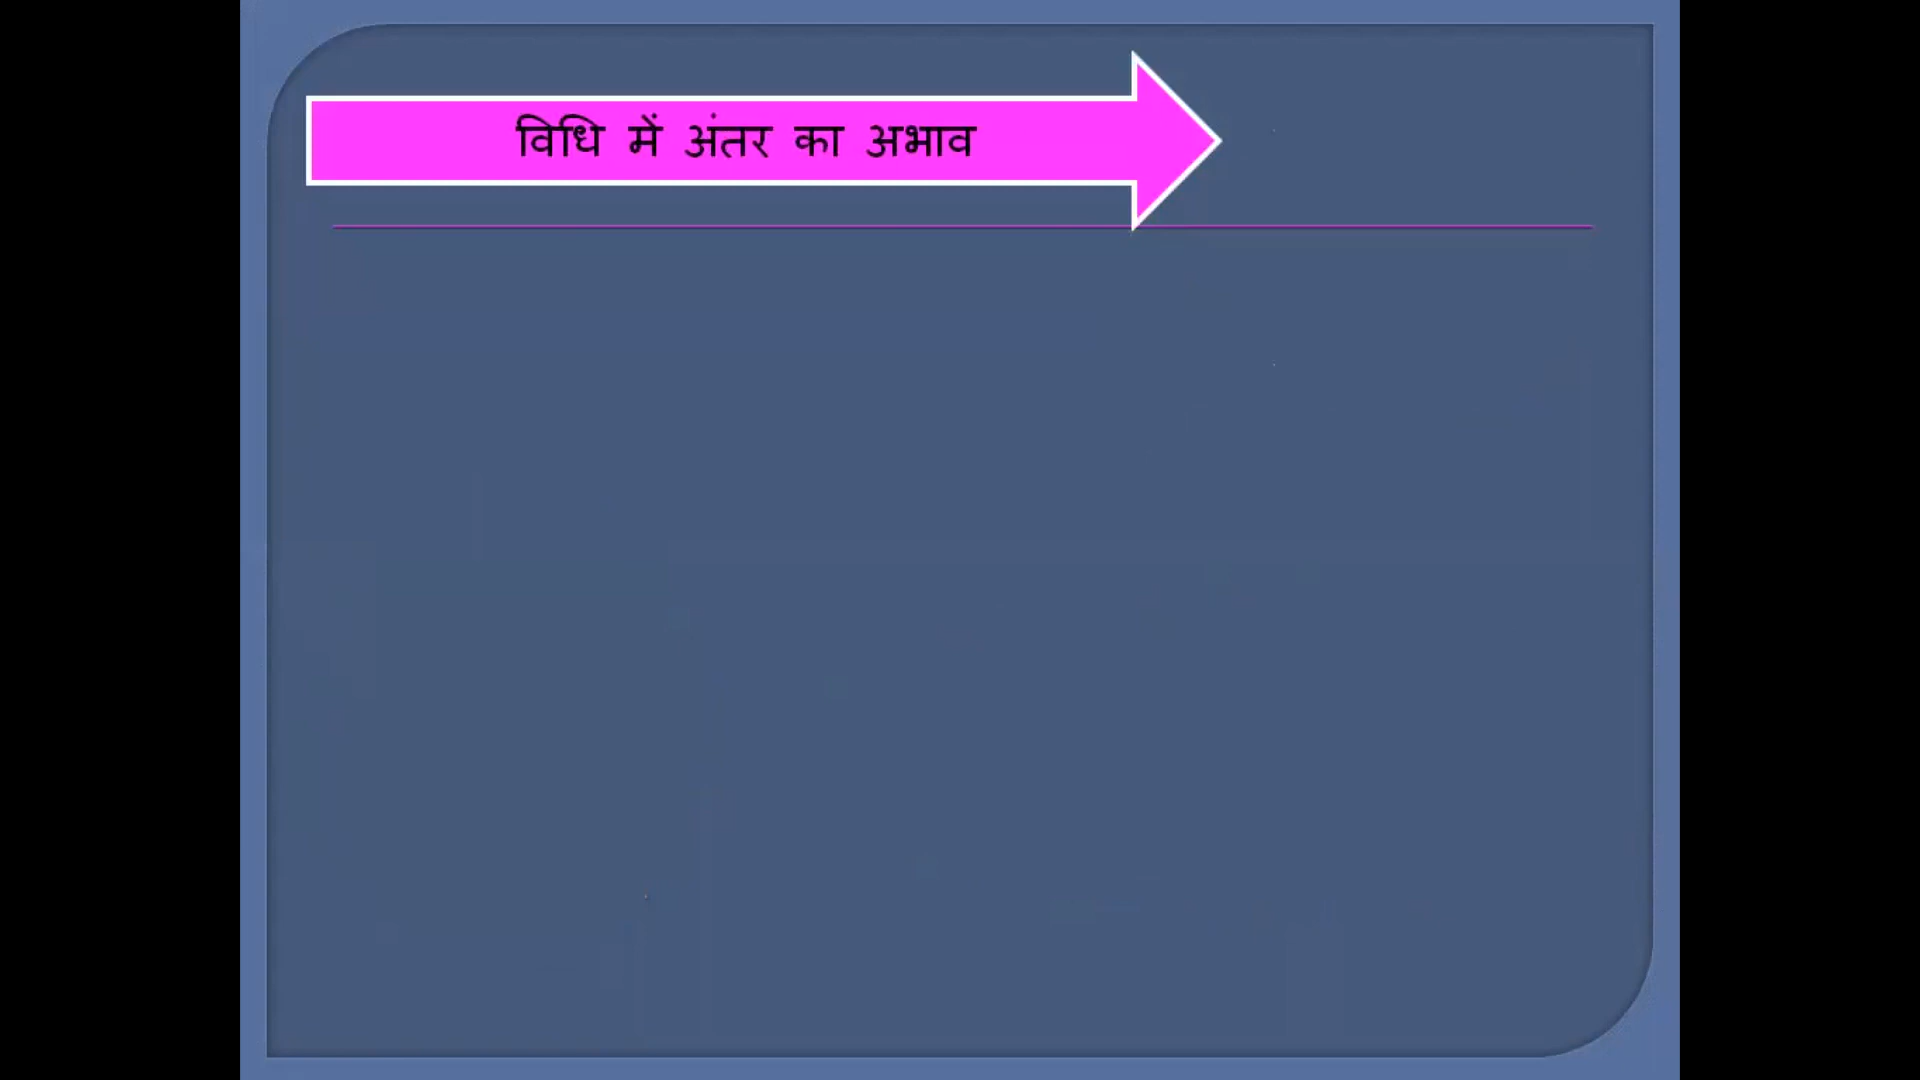 विधि में अंतर का अभाव